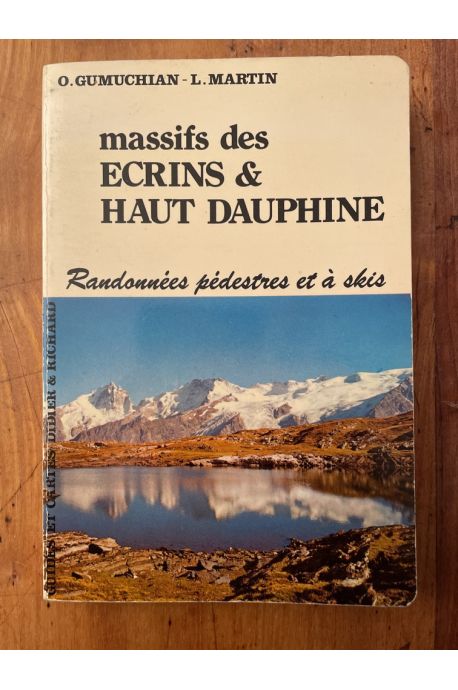 O. GUMUCHIAN - L. MARTIN
massifs des
ECRINS &
HAUT DAUPHINE
Randonnées pédestres et à skis
GUIDES ET CARTES DIDIER & RICHARD